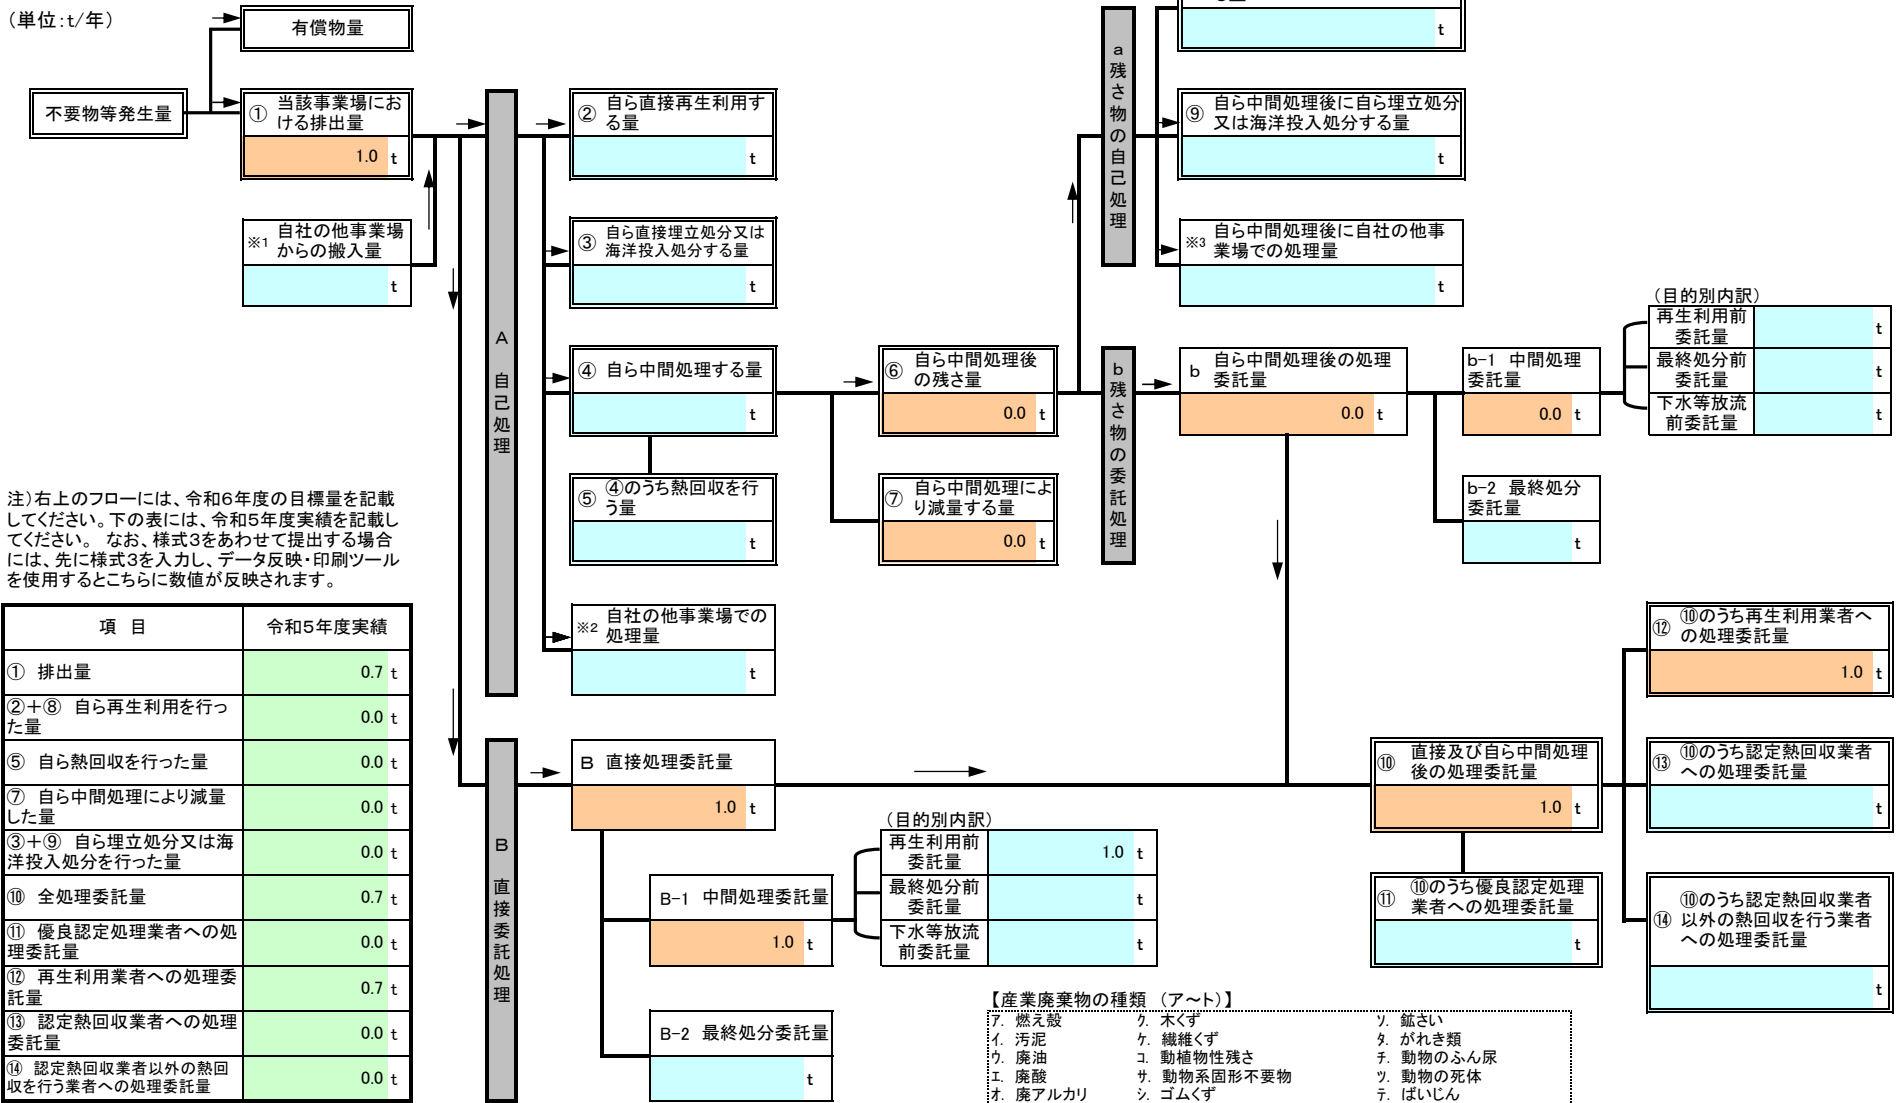 (単位:t/年)
有償物量
不要物等発生量
① 当該事業場にお
ける排出量
1.0 t
※1 自社の他事業場
からの搬入量
t
A 自己処理
② 自ら直接再生利用す
る量
t
③ 自ら直接埋立処分又は
海洋投入処分する量
t
④ 自ら中間処理する量
t
⑤ ④のうち熱回収を行
う量
t
※2 自社の他事業場での
処理量
t
⑥ 自ら中間処理後
の残さ量
0.0 t
⑦ 自ら中間処理によ
り減量する量
0.0 t
a 残さ物の自己処理
t
⑨ 自ら中間処理後に自ら埋立処分
又は海洋投入処分する量
t
※3 自ら中間処理後に自社の他事
業場での処理量
t
b 残さ物の委託処理
b 自ら中間処理後の処理
委託量
0.0 t
b-1 中間処理
委託量
0.0 t
(目的別内訳)
再生利用前
委託量
t
最終処分前
委託量
t
下水等放流
前委託量
t
b-2 最終処分
委託量
t
注)右上のフローには、令和6年度の目標量を記載
してください。下の表には、令和5年度実績を記載し
てください。 なお、様式3をあわせて提出する場合
には、先に様式3を入力し、データ反映・印刷ツール
を使用するとこちらに数値が反映されます。
項 目 令和5年度実績
① 排出量 0.7 t
②+⑧ 自ら再生利用を行っ
た量 0.0 t
⑤ 自ら熱回収を行った量 0.0 t
⑦ 自ら中間処理により減量
した量 0.0 t
③+⑨ 自ら埋立処分又は海
洋投入処分を行った量 0.0 t
⑩ 全処理委託量 0.7 t
⑪ 優良認定処理業者への処
理委託量 0.0 t
⑫ 再生利用業者への処理委
託量 0.7 t
⑬ 認定熱回収業者への処理
委託量 0.0 t
⑭ 認定熱回収業者以外の熱回
収を行う業者への処理委託量 0.0 t
B 直接委託処理
B 直接処理委託量
1.0 t
B-1 中間処理委託量
1.0 t
(目的別内訳)
再生利用前
委託量
1.0 t
最終処分前
委託量
t
下水等放流
前委託量
t
B-2 最終処分委託量
t
⑩ 直接及び自ら中間処理
後の処理委託量
1.0 t
⑪ ⑩のうち優良認定処理
業者への処理委託量
t
⑫ ⑩のうち再生利用業者へ
の処理委託量
1.0 t
⑬ ⑩のうち認定熱回収業者
への処理委託量
t
⑭ ⑩のうち認定熱回収業者
以外の熱回収を行う業者
への処理委託量
t
【産業廃棄物の種類 (ア~ト)】
ア. 燃え殻 ク. 木くず ソ. 鉱さい
イ. 汚泥 ケ. 繊維くず タ. がれき類
ウ. 廃油 コ. 動植物性残さ チ. 動物のふん尿
エ. 廃酸 サ. 動物系固形不要物 ツ. 動物の死体
オ. 廃アルカリ シ. ゴムくず テ. ばいじん